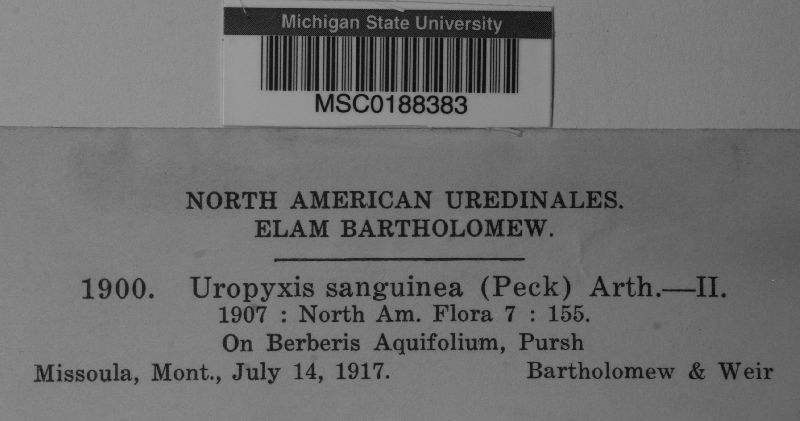 Michigan State University
MSC0188383
NORTH AMERICAN UREDINALES.
ELAM BARTHOLOMEW.
1900. Uropyxis sanguinea (Peck) Arth.—II.
1907 : North Am. Flora 7 : 155.
On Berberis Aquifolium, Pursh
Missoula, Mont., July 14, 1917. Bartholomew & Weir